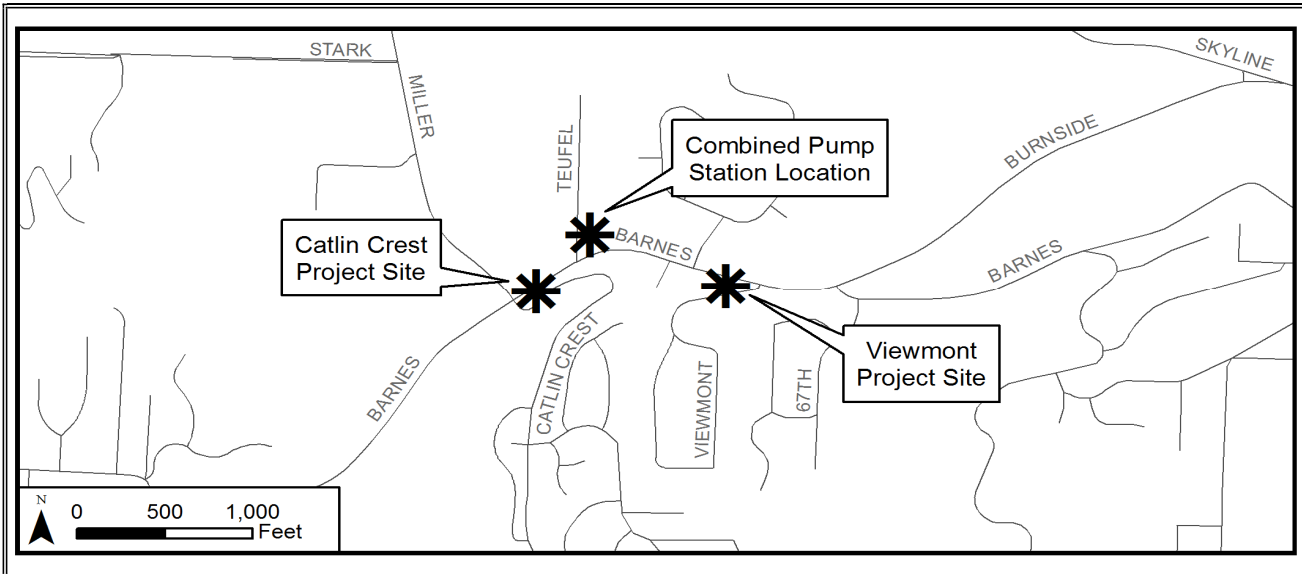 STARK
SKYLINE
MILLER
BURNSIDE
TEUFEL
Combined Pump
Station Location
Catlin Crest
Project Site
BARNES
BARNES
Viewmont
Project Site
BARNES
CATLIN CREST
VIEWMONT
67TH
N
0 500 1,000
Feet